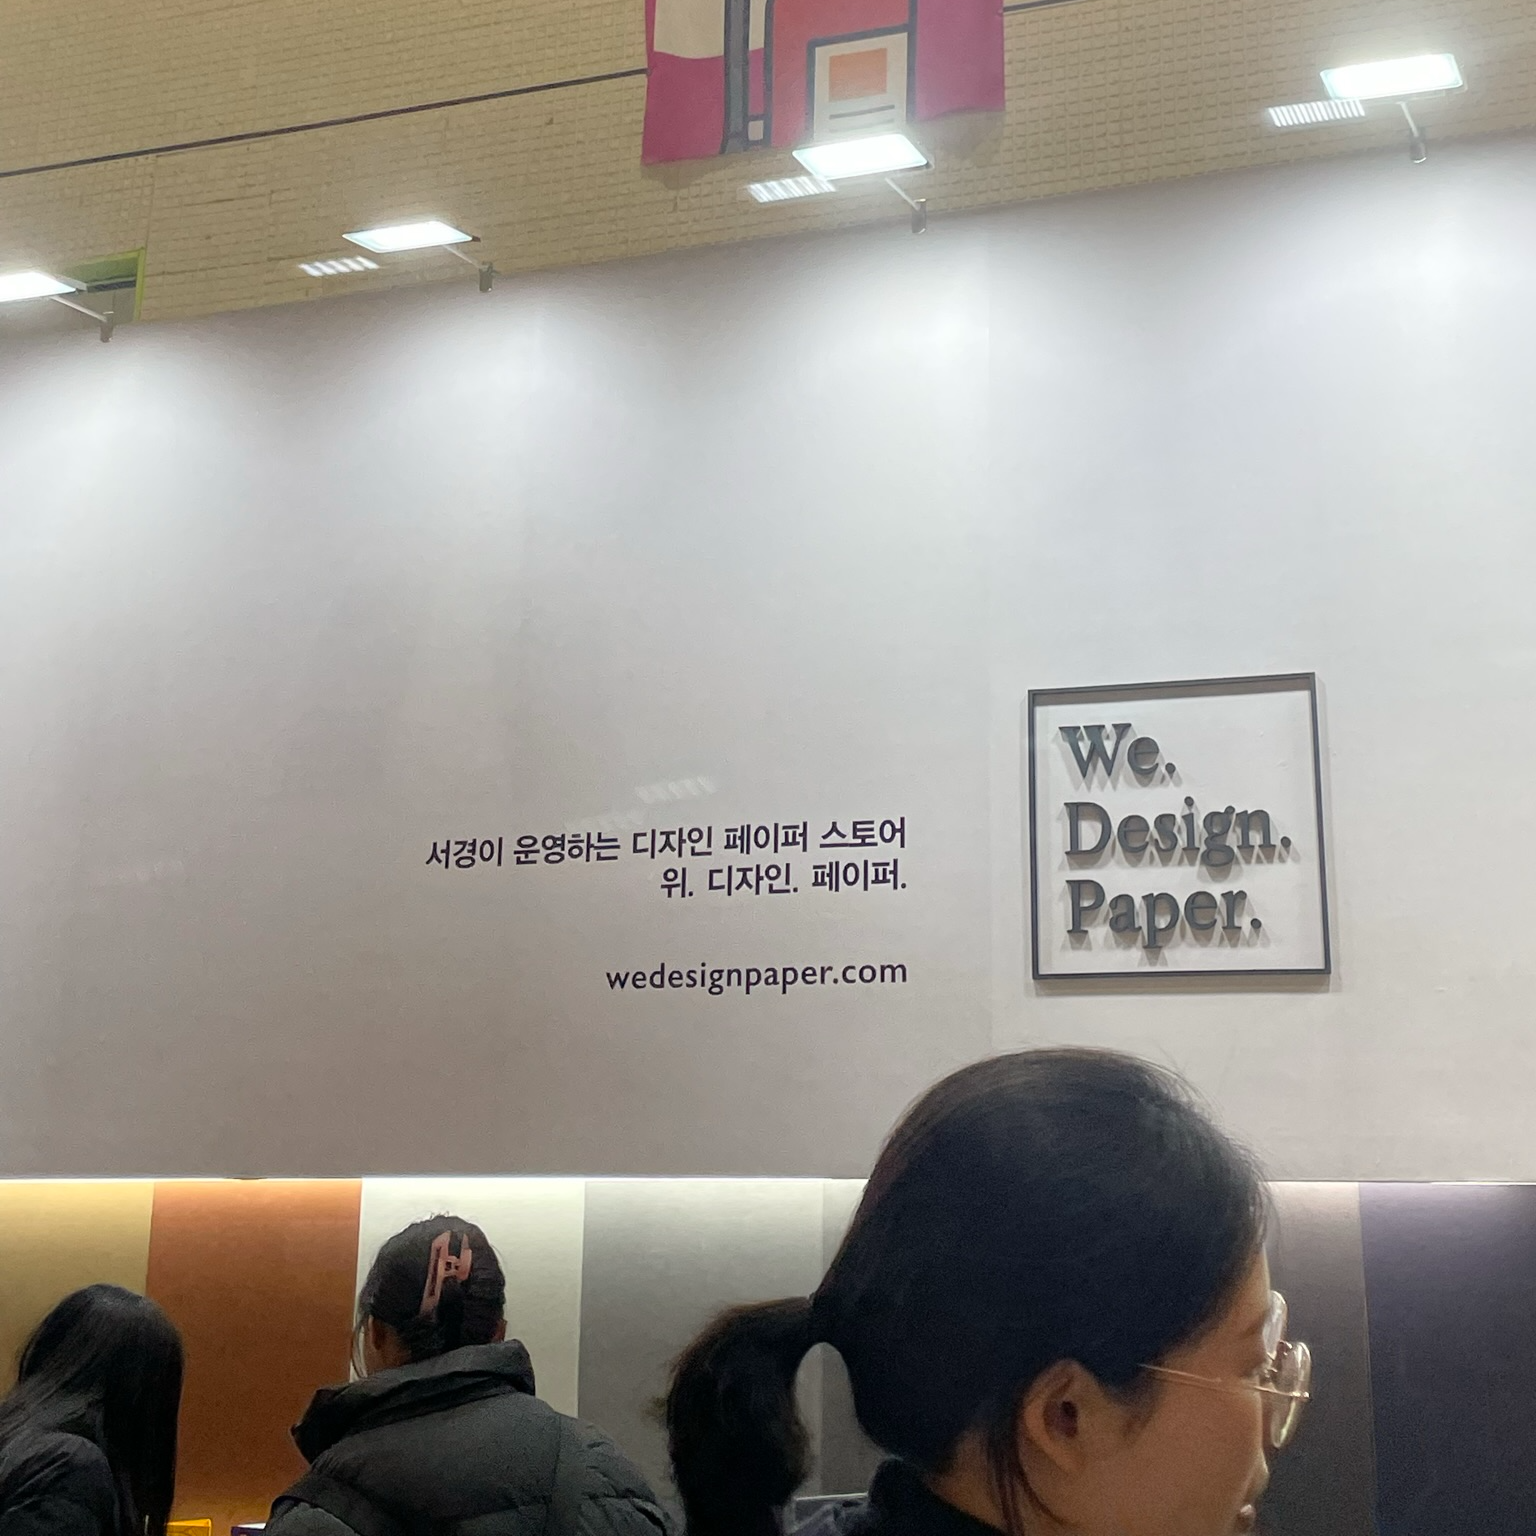 서경이 운영하는 디자인 페이퍼 스토어
위. 디자인. 페이퍼.
wedesignpaper.com
We.
Design.
Paper.